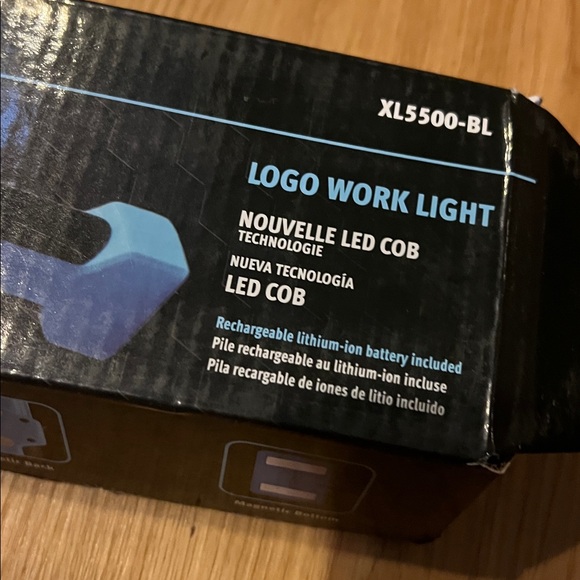 XL5500-BL
LOGO WORK LIGHT
NOUVELLE LED COB
TECHNOLOGIE
NUEVA TECNOLOGÍA
LED COB
Rechargeable lithium-ion battery included
Pile rechargeable au lithium-ion incluse
Pila recargable de iones de litio incluido
Back
Magnetic Bottom